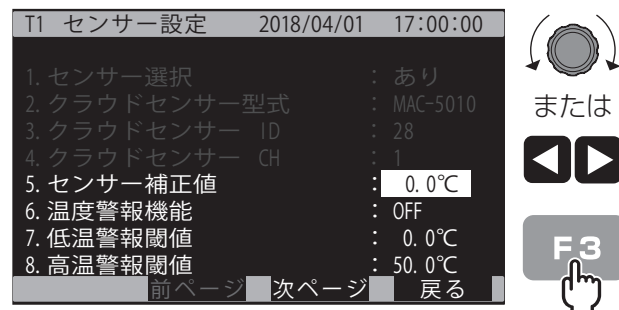 T1 センサー設定 2018/04/01 17:00:00
1. センサー選択 : あり
2. クラウドセンサー型式 : MAC-5010
3. クラウドセンサー ID : 28
4. クラウドセンサー CH : 1
5. センサー補正値 : 0.0℃
6. 温度警報機能 : OFF
7. 低温警報閾値 : 0.0℃
8. 高温警報閾値 : 50.0℃
前ページ 次ページ 戻る
または
F3